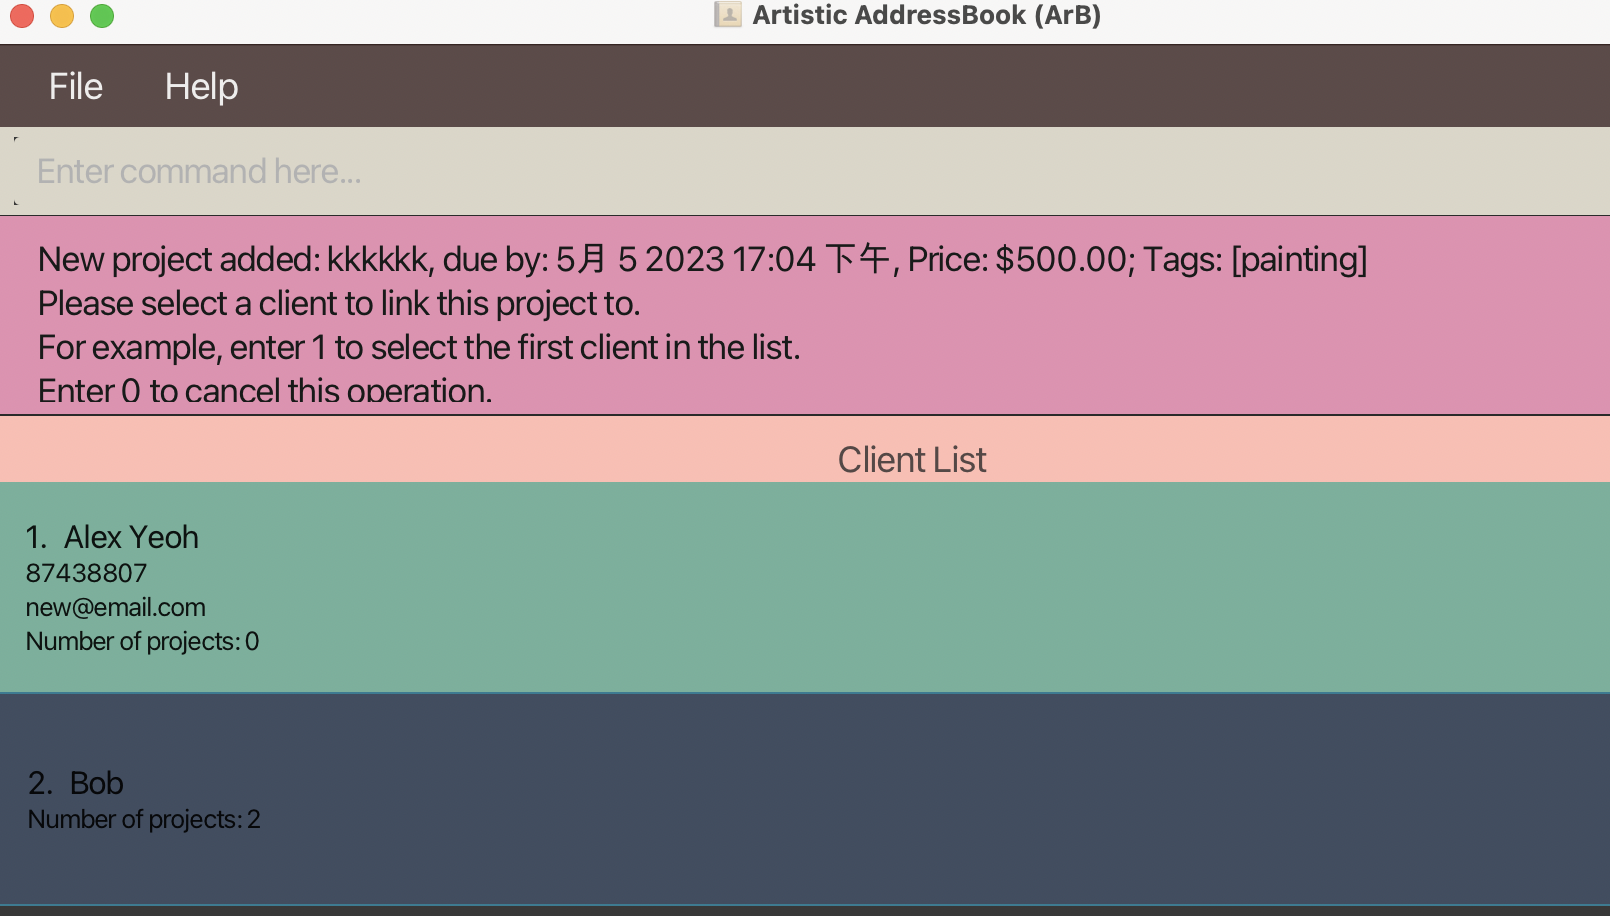 Artistic AddressBook (ArB)
File Help
Enter command here...
New project added: kkkkkk, due by: 5月 5 2023 17:04 下午, Price: $500.00; Tags: [painting]
Please select a client to link this project to.
For example, enter 1 to select the first client in the list.
Enter 0 to cancel this operation.
Client List
1. Alex Yeoh
87438807
new@email.com
Number of projects: 0
2. Bob
Number of projects: 2